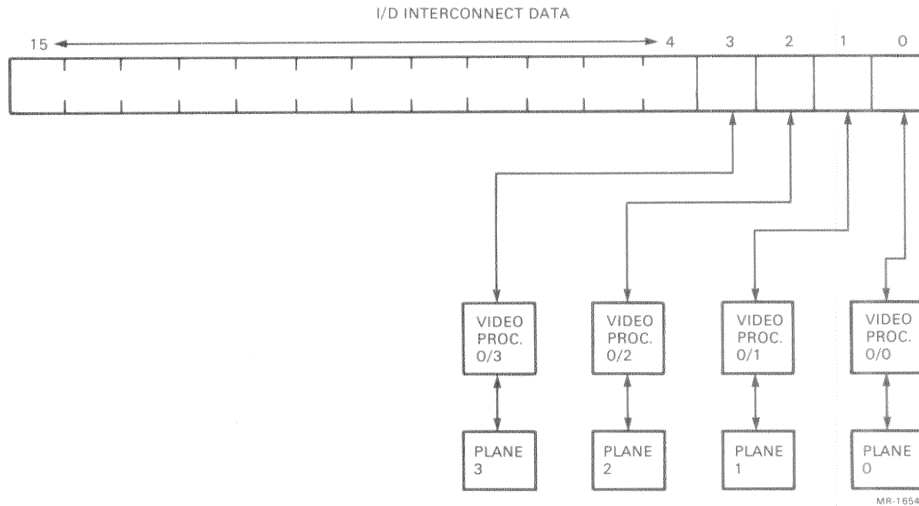 I/D INTERCONNECT DATA
15 4 3 2 1 0
VIDEO PROC. 0/3
VIDEO PROC. 0/2
VIDEO PROC. 0/1
VIDEO PROC. 0/0
PLANE 3
PLANE 2
PLANE 1
PLANE 0
MR-1654